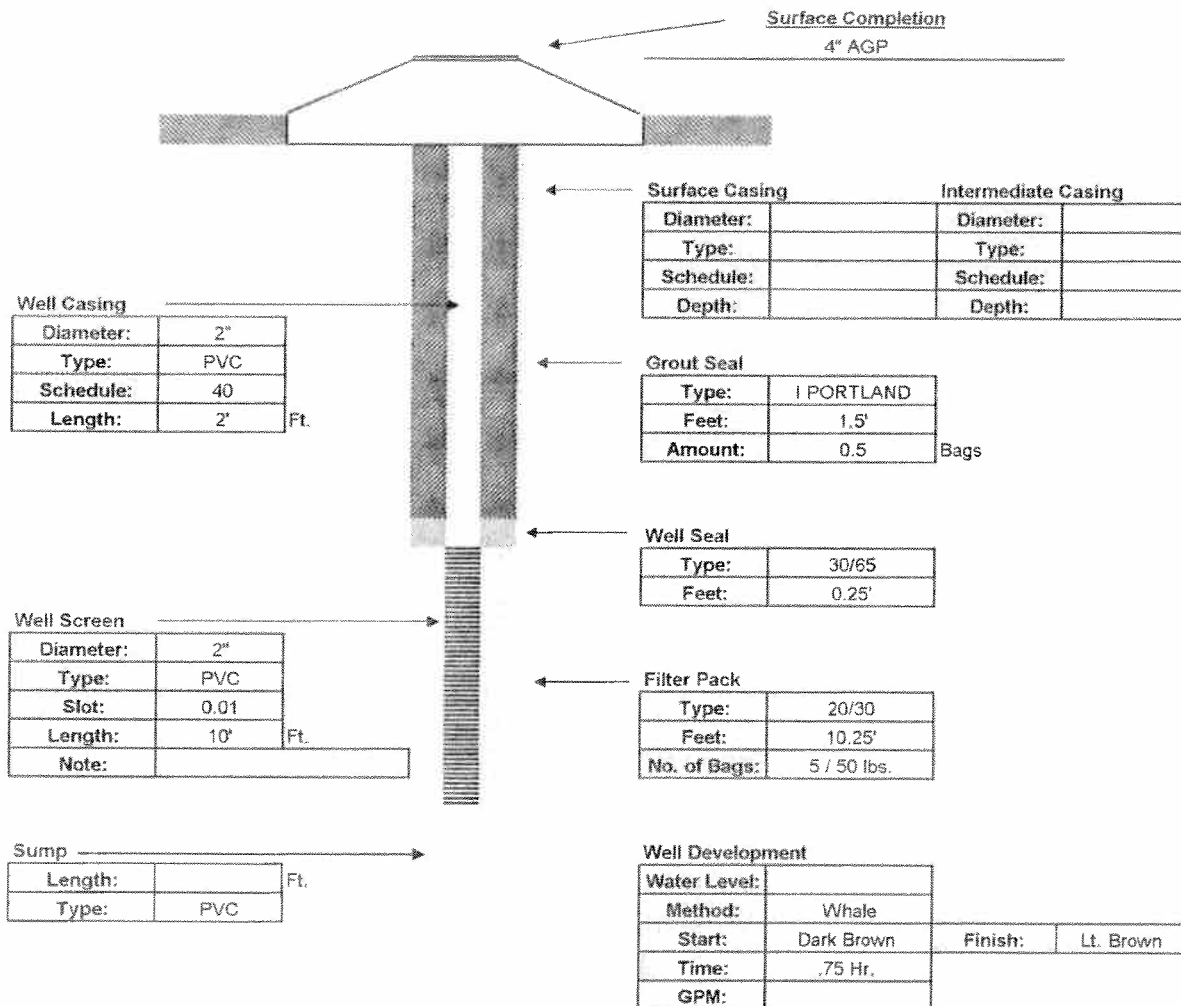 Surface Completion
4" AGP
Surface Casing
Diameter:
Type:
Schedule:
Depth:
Intermediate Casing
Diameter:
Type:
Schedule:
Depth:
Well Casing
Diameter: 2"
Type: PVC
Schedule: 40
Length: 2' Ft.
Grout Seal
Type: I PORTLAND
Feet: 1.5'
Amount: 0.5 Bags
Well Seal
Type: 30/65
Feet: 0.25'
Well Screen
Diameter: 2"
Type: PVC
Slot: 0.01
Length: 10' Ft.
Note:
Filter Pack
Type: 20/30
Feet: 10.25'
No. of Bags: 5 / 50 lbs.
Sump
Length: Ft.
Type: PVC
Well Development
Water Level:
Method: Whale
Start: Dark Brown Finish: Lt. Brown
Time: .75 Hr.
GPM: